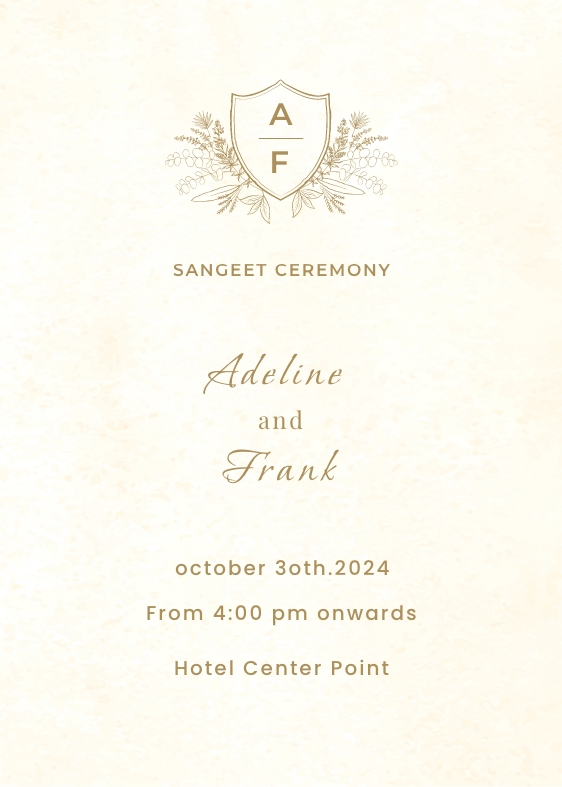 A
F
SANGEET CEREMONY
Adeline
and
Frank
october 3oth.2024
From 4:00 pm onwards
Hotel Center Point